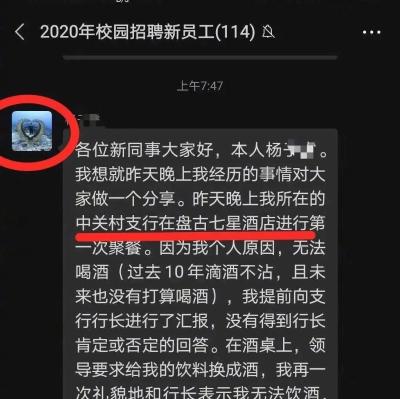 2020年校园招聘新员工(114)
上午7:47
各位新同事大家好，本人杨子。
我想就昨天晚上我经历的事情对大
家做一个分享。昨天晚上我所在的
中关村支行在盘古七星酒店进行第
一次聚餐。因为我个人原因，无法
喝酒（过去10年滴酒不沾，且未
来也没有打算喝酒），我提前向支
行行长进行了汇报，没有得到行长
肯定或否定的回答。在酒桌上，领
导要求给我的饮料换成酒，我再一
次礼貌地和行长表示我无法饮酒，